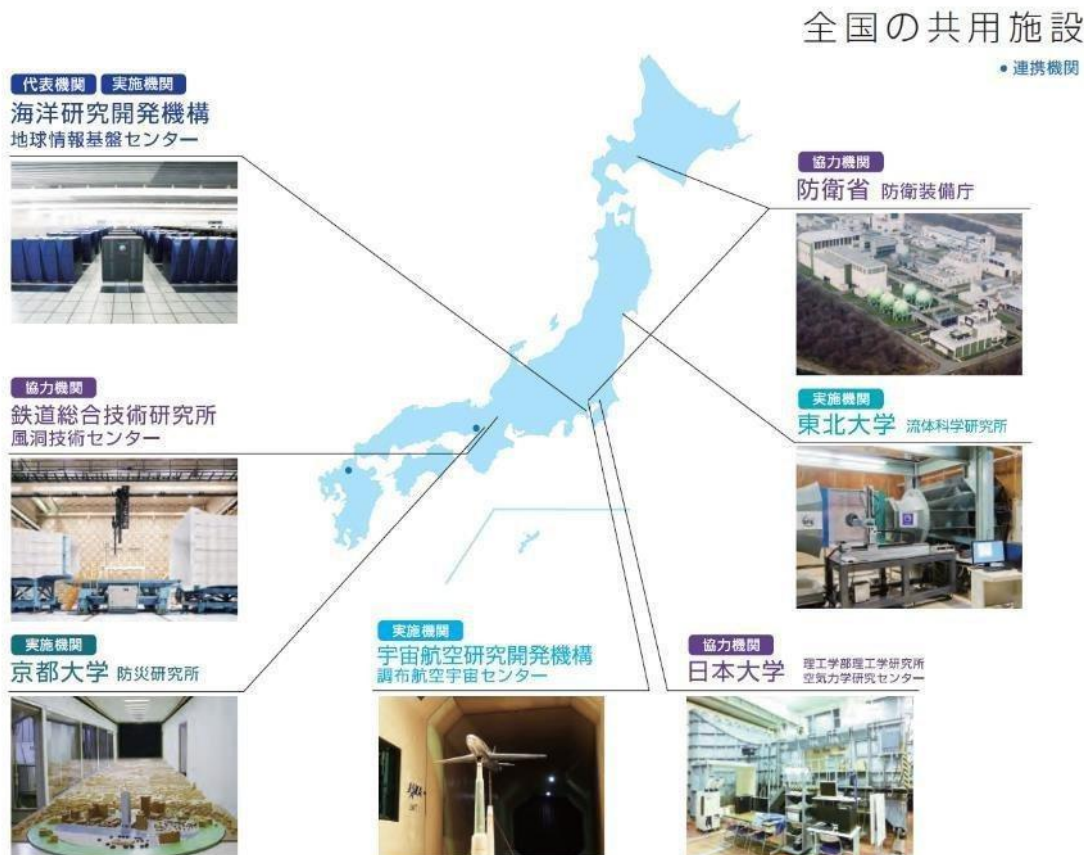 全国の共用施設
連携機関
代表機関 実施機関
海洋研究開発機構
地球情報基盤センター
協力機関
防衛省 防衛装備庁
協力機関
鉄道総合技術研究所
風洞技術センター
実施機関
東北大学 流体科学研究所
実施機関
京都大学 防災研究所
実施機関
宇宙航空研究開発機構
調布航空宇宙センター
協力機関
日本大学 理工学部理工学研究所
空気力学研究センター